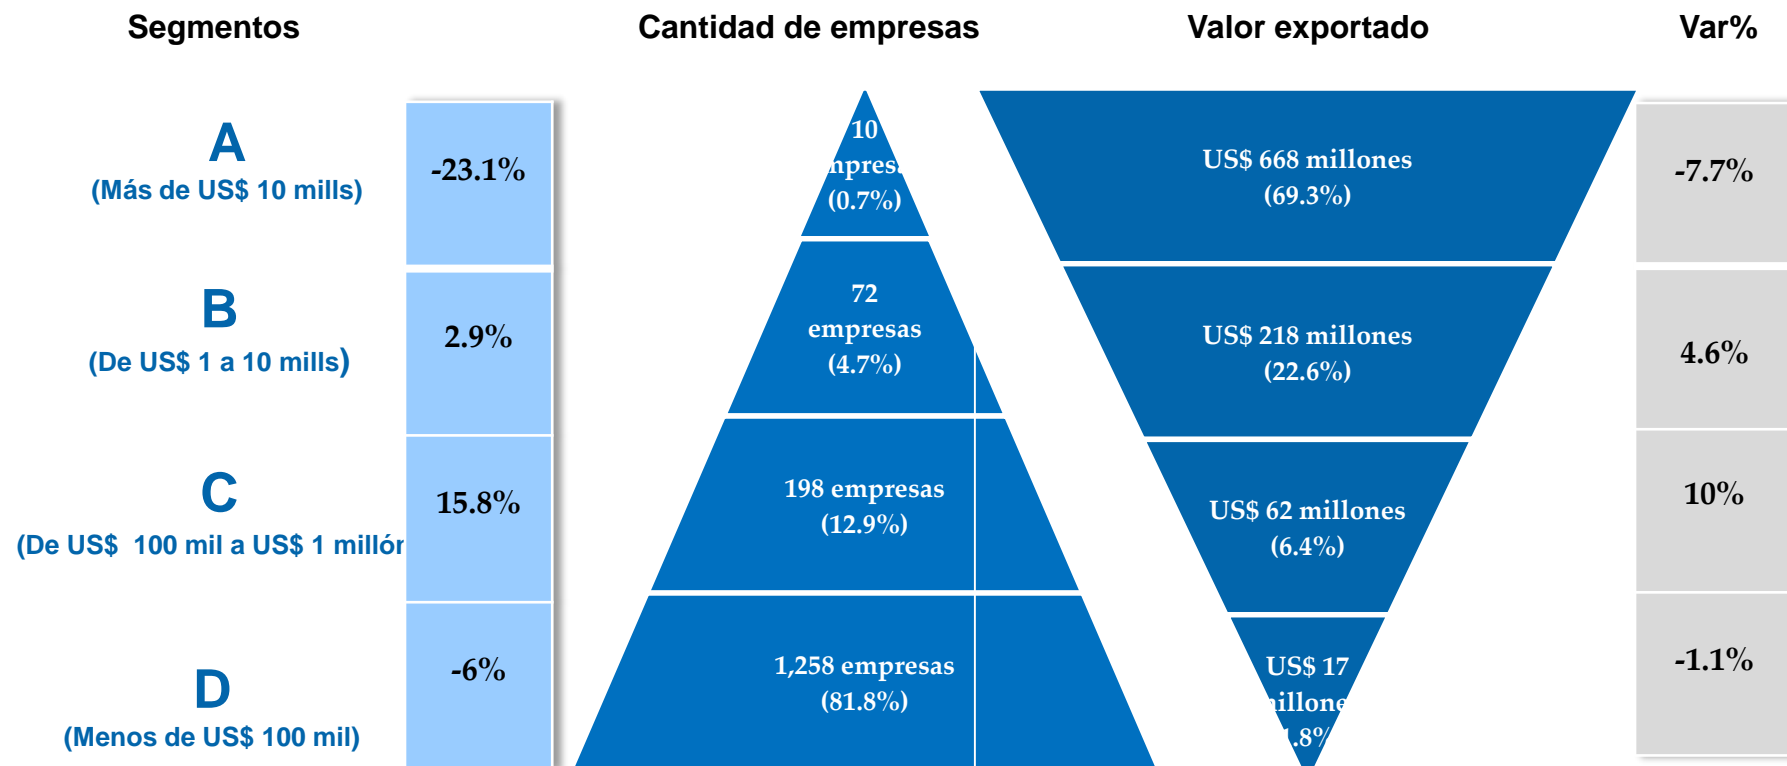 Segmentos
Cantidad de empresas
Valor exportado
Var%
A
(Más de US$ 10 mills)
-23.1%
10
(0.7%)
US$ 668 millones
(69.3%)
-7.7%
B
(De US$ 1 a 10 mills)
2.9%
72
empresas
(4.7%)
US$ 218 millones
(22.6%)
4.6%
C
(De US$ 100 mil a US$ 1 millón
15.8%
198 empresas
(12.9%)
US$ 62 millones
(6.4%)
10%
D
(Menos de US$ 100 mil)
-6%
1,258 empresas
(81.8%)
US$ 17
-1.1%